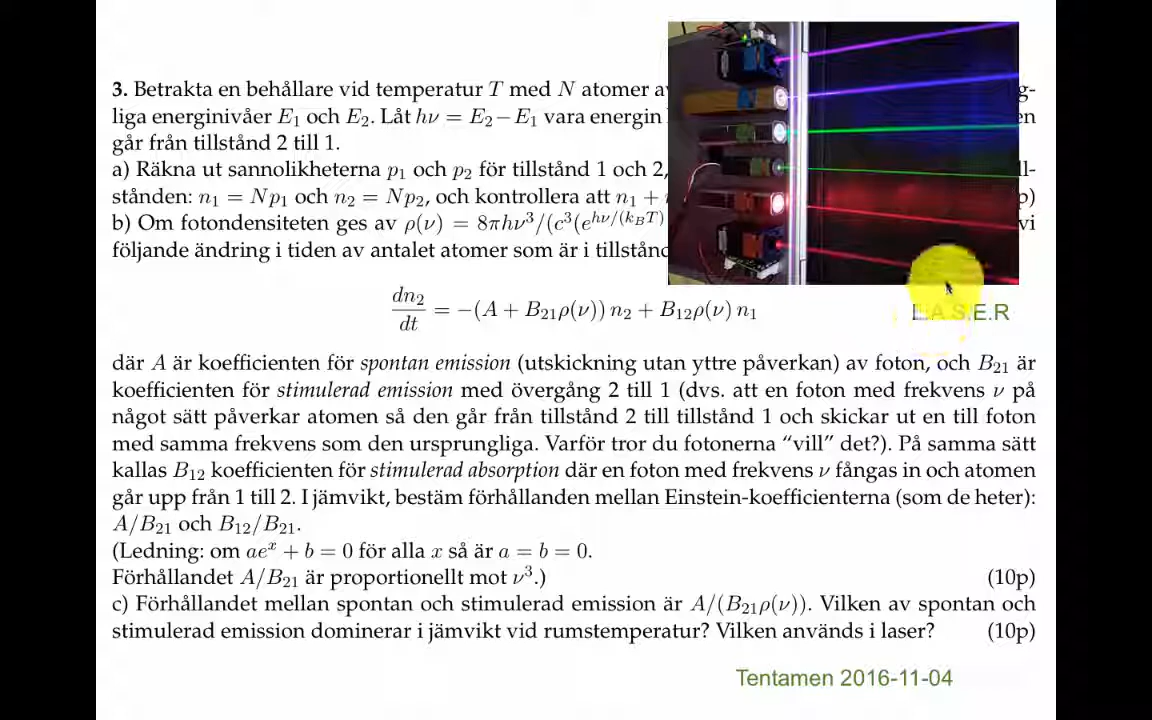 3. Betrakta en behållare vid temperatur T med N atomer av g-
liga energinivåer E₁ och E₂. Låt hν = E₂−E₁ vara energin en
går från tillstånd 2 till 1.
a) Räkna ut sannolikheterna p₁ och p₂ för tillstånd 1 och 2, ll-
stånden: n₁ = Np₁ och n₂ = Np₂, och kontrollera att n₁ + p)
b) Om fotondensiteten ges av ρ(ν) = 8πhν³/(c³(e^{hν/(k_BT)} vi
följande ändring i tiden av antalet atomer som är i tillstånd
dn₂/dt = −(A + B₂₁ρ(ν)) n₂ + B₁₂ρ(ν) n₁
L.A.S.E.R
där A är koefficienten för spontan emission (utskickning utan yttre påverkan) av foton, och B₂₁ är
koefficienten för stimulerad emission med övergång 2 till 1 (dvs. att en foton med frekvens ν på
något sätt påverkar atomen så den går från tillstånd 2 till tillstånd 1 och skickar ut en till foton
med samma frekvens som den ursprungliga. Varför tror du fotonerna “vill” det?). På samma sätt
kallas B₁₂ koefficienten för stimulerad absorption där en foton med frekvens ν fångas in och atomen
går upp från 1 till 2. I jämvikt, bestäm förhållanden mellan Einstein-koefficienterna (som de heter):
A/B₂₁ och B₁₂/B₂₁.
(Ledning: om aeˣ + b = 0 för alla x så är a = b = 0.
Förhållandet A/B₂₁ är proportionellt mot ν³.) (10p)
c) Förhållandet mellan spontan och stimulerad emission är A/(B₂₁ρ(ν)). Vilken av spontan och
stimulerad emission dominerar i jämvikt vid rumstemperatur? Vilken används i laser? (10p)
Tentamen 2016-11-04